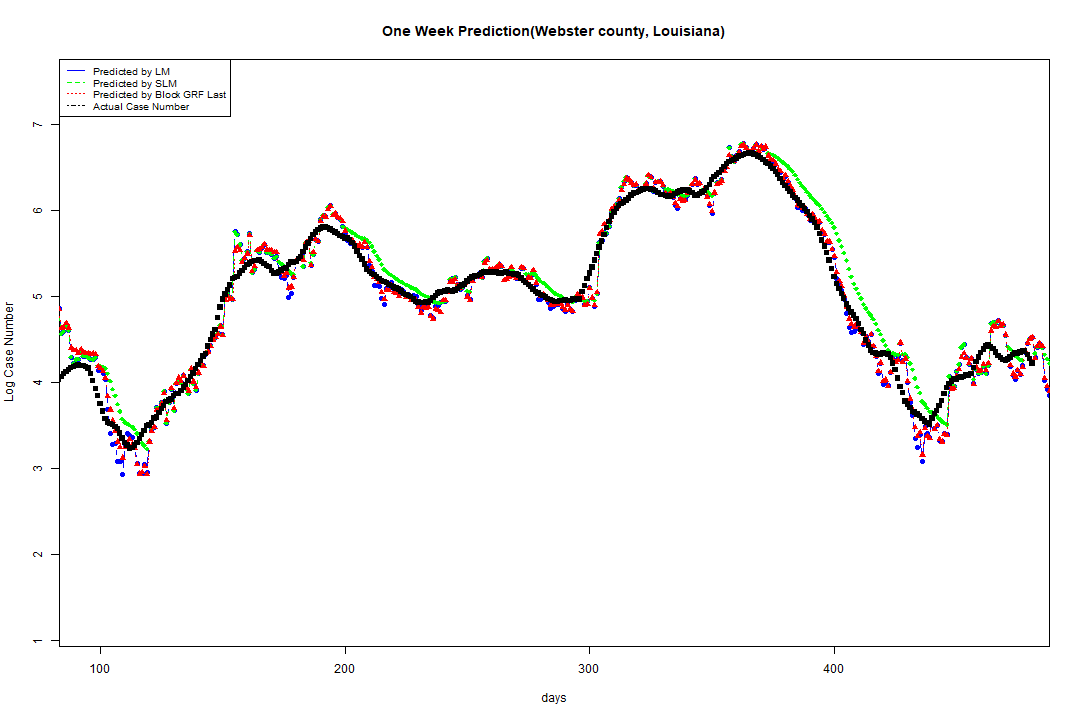 One Week Prediction(Webster county, Louisiana)
Predicted by LM
Predicted by SLM
Predicted by Block GRF Last
Actual Case Number
7
6
5
4
3
2
1
Log Case Number
100 200 300 400
days